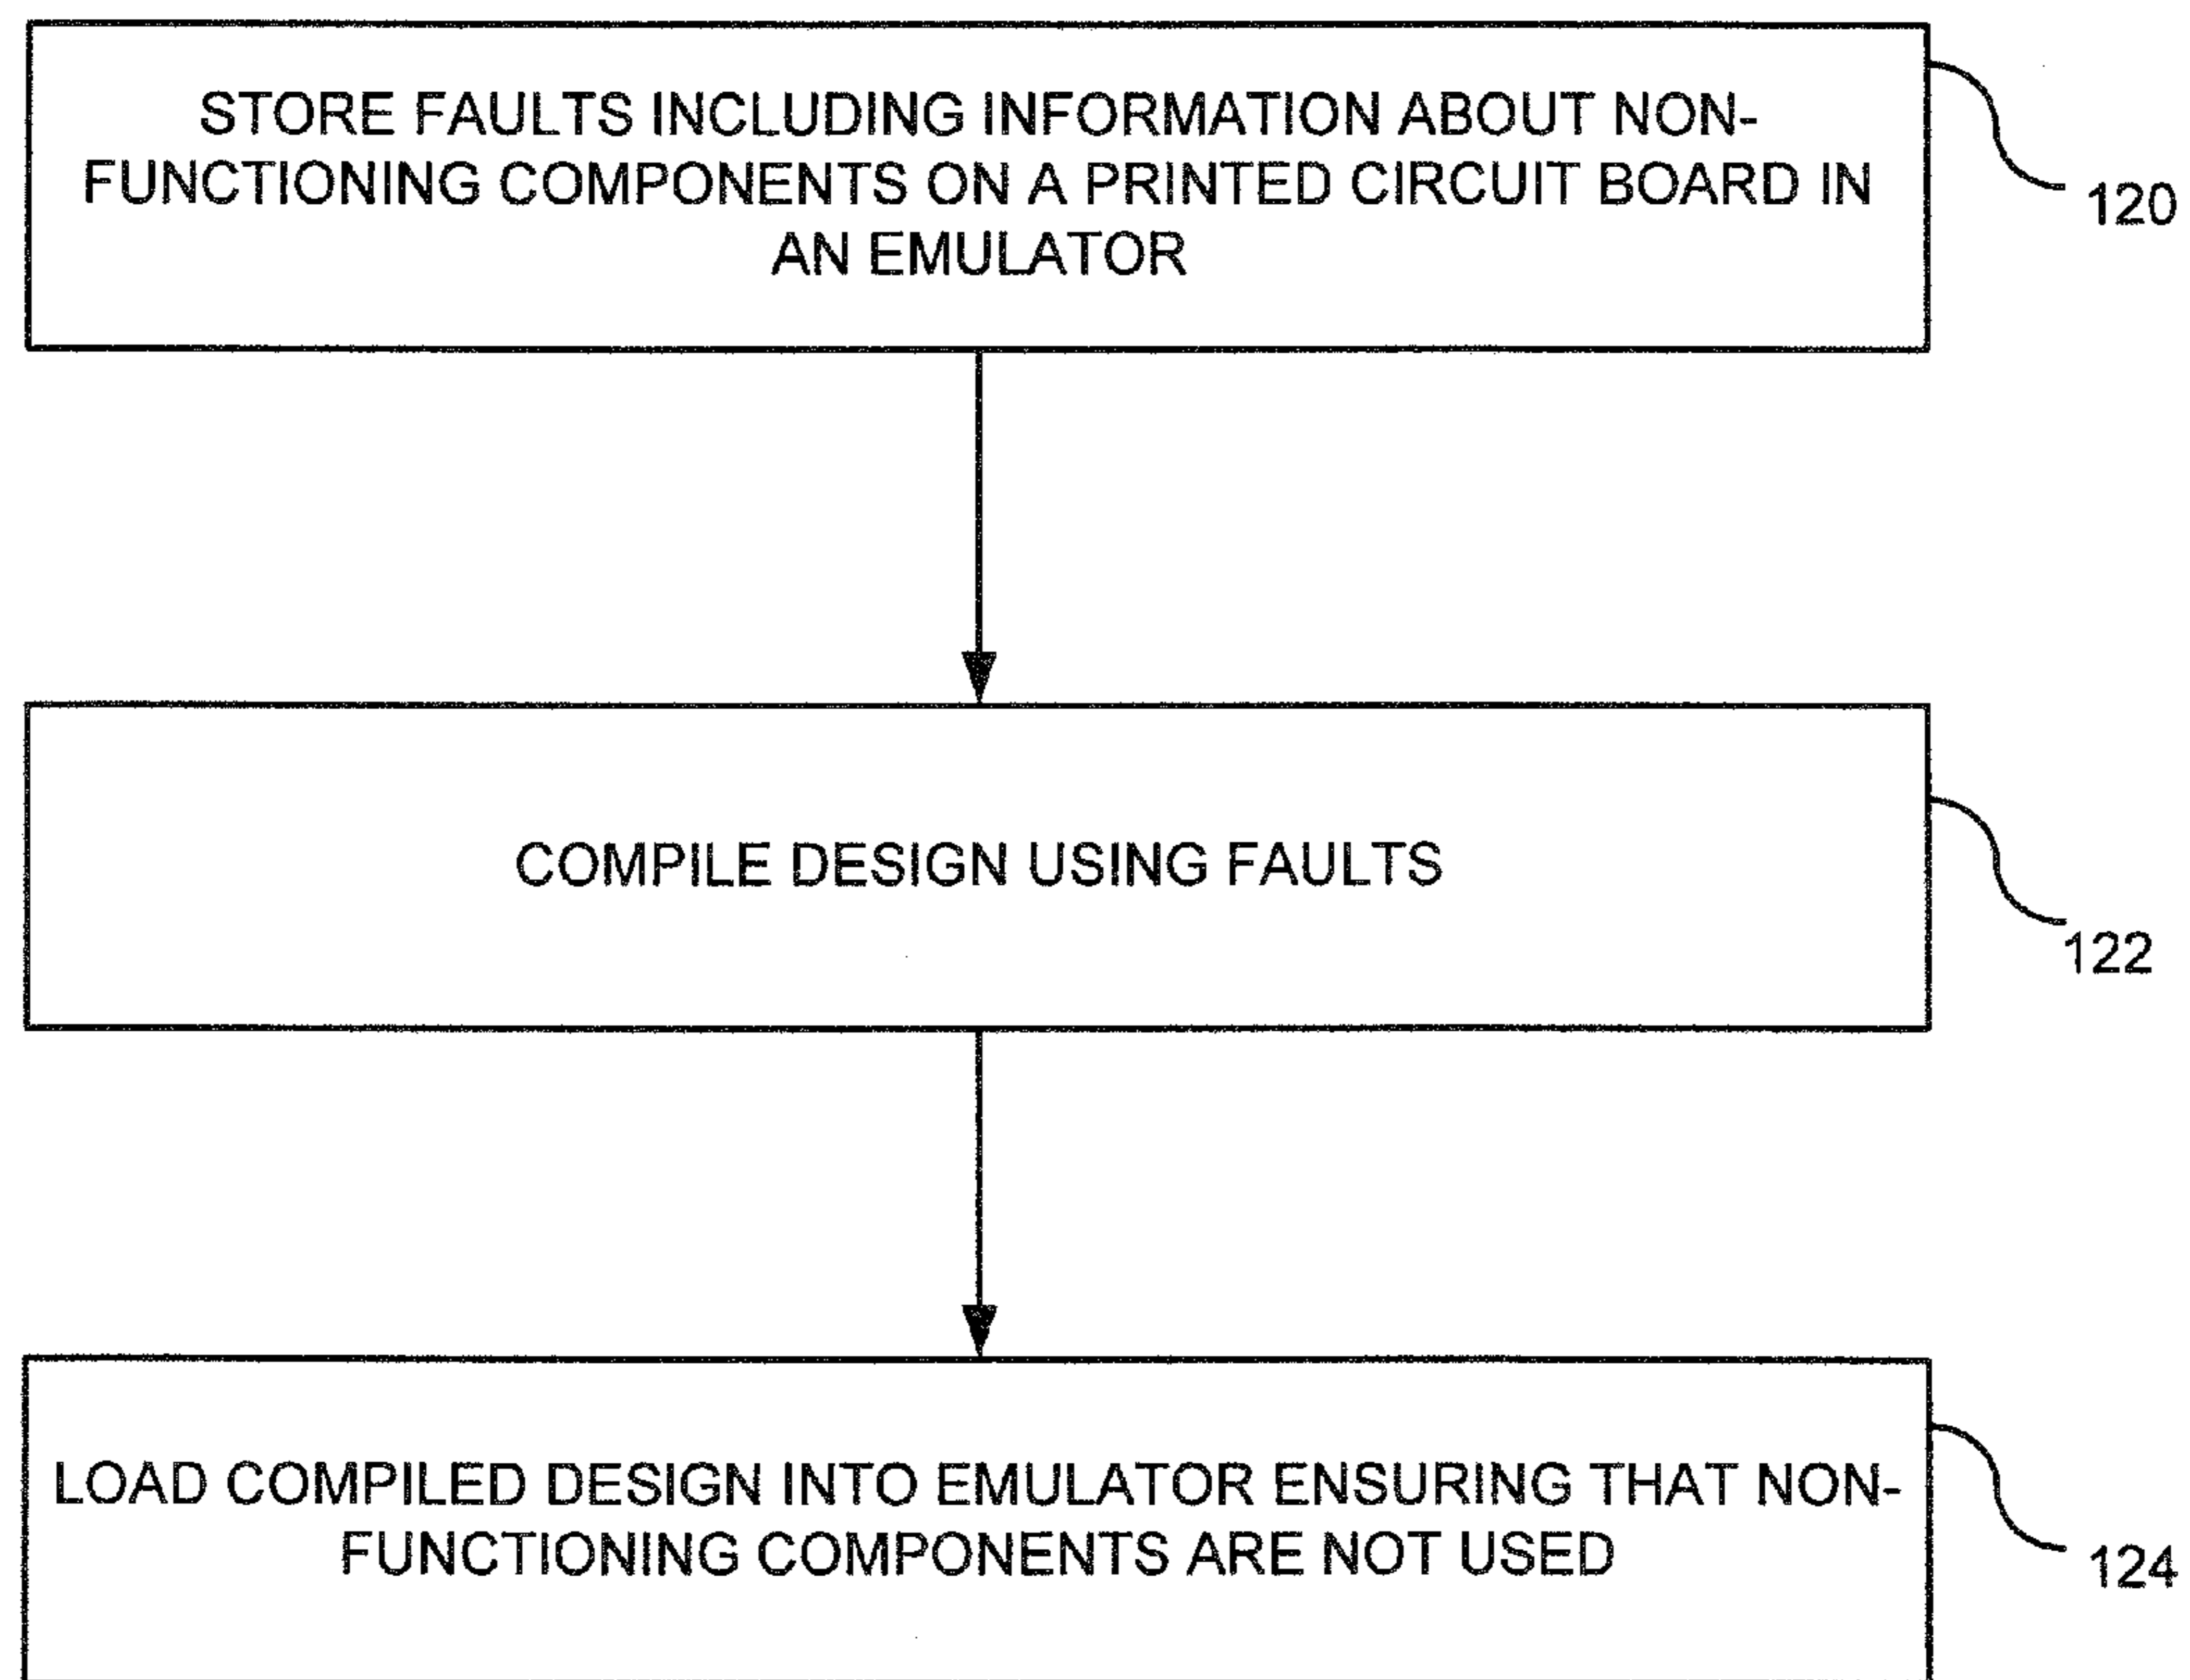 STORE FAULTS INCLUDING INFORMATION ABOUT NON-
FUNCTIONING COMPONENTS ON A PRINTED CIRCUIT BOARD IN
AN EMULATOR
120
COMPILE DESIGN USING FAULTS
122
LOAD COMPILED DESIGN INTO EMULATOR ENSURING THAT NON-
FUNCTIONING COMPONENTS ARE NOT USED
124